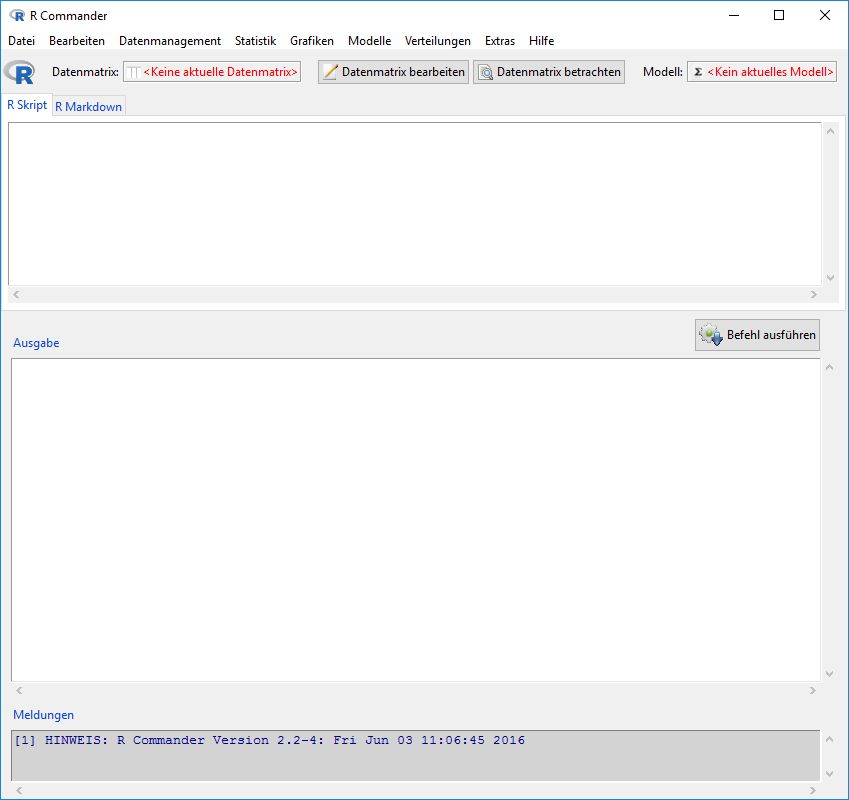 R Commander
Datei Bearbeiten Datenmanagement Statistik Grafiken Modelle Verteilungen Extras Hilfe
R Datenmatrix: <Keine aktuelle Datenmatrix> Datenmatrix bearbeiten Datenmatrix betrachten Modell: Σ <Kein aktuelles Modell>
R Skript R Markdown
Befehl ausführen
Ausgabe
Meldungen
[1] HINWEIS: R Commander Version 2.2-4: Fri Jun 03 11:06:45 2016